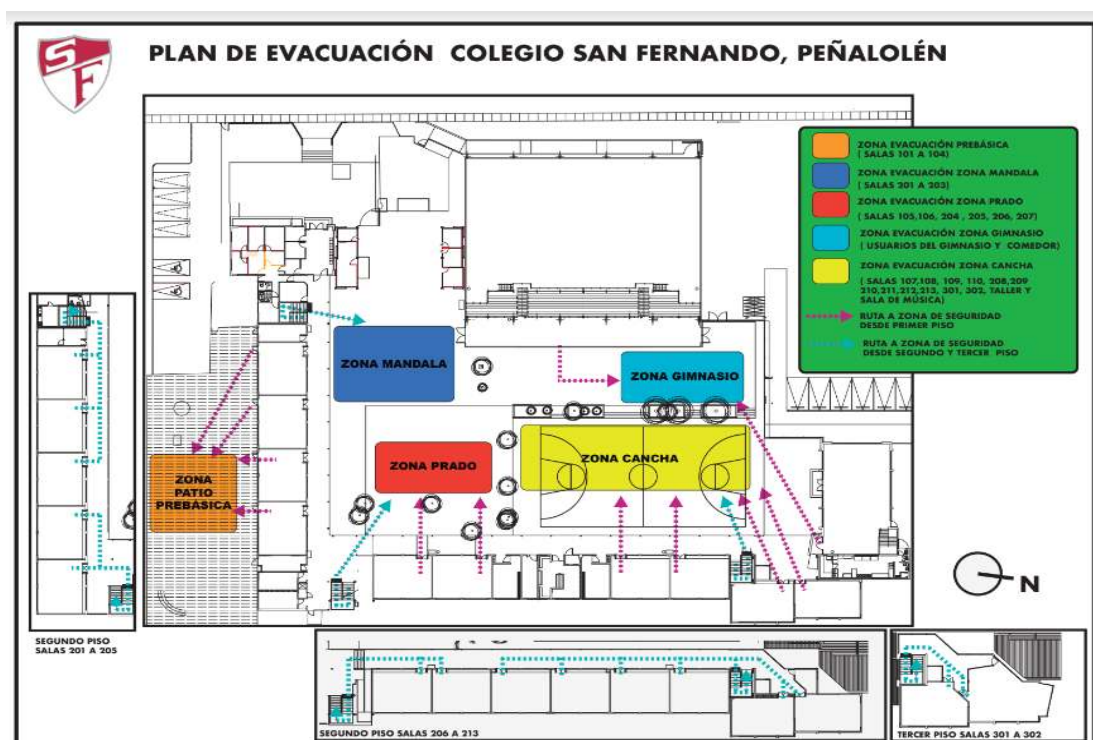 SF
PLAN DE EVACUACIÓN COLEGIO SAN FERNANDO, PEÑALOLÉN
ZONA EVACUACIÓN PREBÁSICA
( SALAS 101 A 104)
ZONA EVACUACIÓN ZONA MANDALA
( SALAS 201 A 203)
ZONA EVACUACIÓN ZONA PRADO
( SALAS 105,106, 204 , 205, 206, 207)
ZONA EVACUACIÓN ZONA GIMNASIO
( USUARIOS DEL GIMNASIO Y COMEDOR)
ZONA EVACUACIÓN ZONA CANCHA
( SALAS 107,108, 109, 110, 208,209
210,211,212,213, 301, 302, TALLER Y
SALA DE MÚSICA)
RUTA A ZONA DE SEGURIDAD
DESDE PRIMER PISO
RUTA A ZONA DE SEGURIDAD
DESDE SEGUNDO Y TERCER PISO
ZONA MANDALA
ZONA GIMNASIO
ZONA PRADO
ZONA CANCHA
ZONA
PATIO
PREBÁSICA
N
SEGUNDO PISO
SALAS 201 A 205
SEGUNDO PISO SALAS 206 A 213
TERCER PISO SALAS 301 A 302